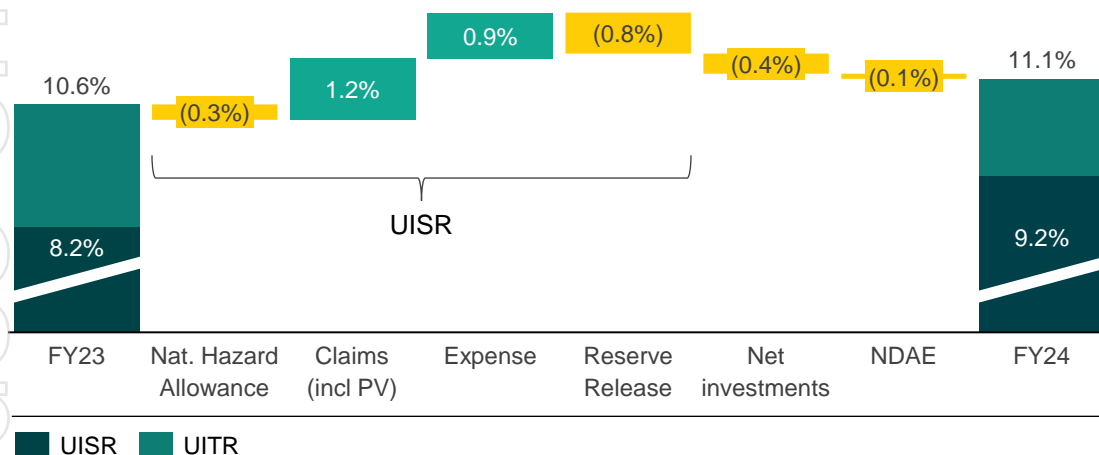 10.6%
8.2%
(0.3%)
1.2%
0.9%
(0.8%)
(0.4%)
(0.1%)
11.1%
9.2%
UISR
FY23
Nat. Hazard
Allowance
Claims
(incl PV)
Expense
Reserve
Release
Net
investments
NDAE
FY24
UISR
UITR